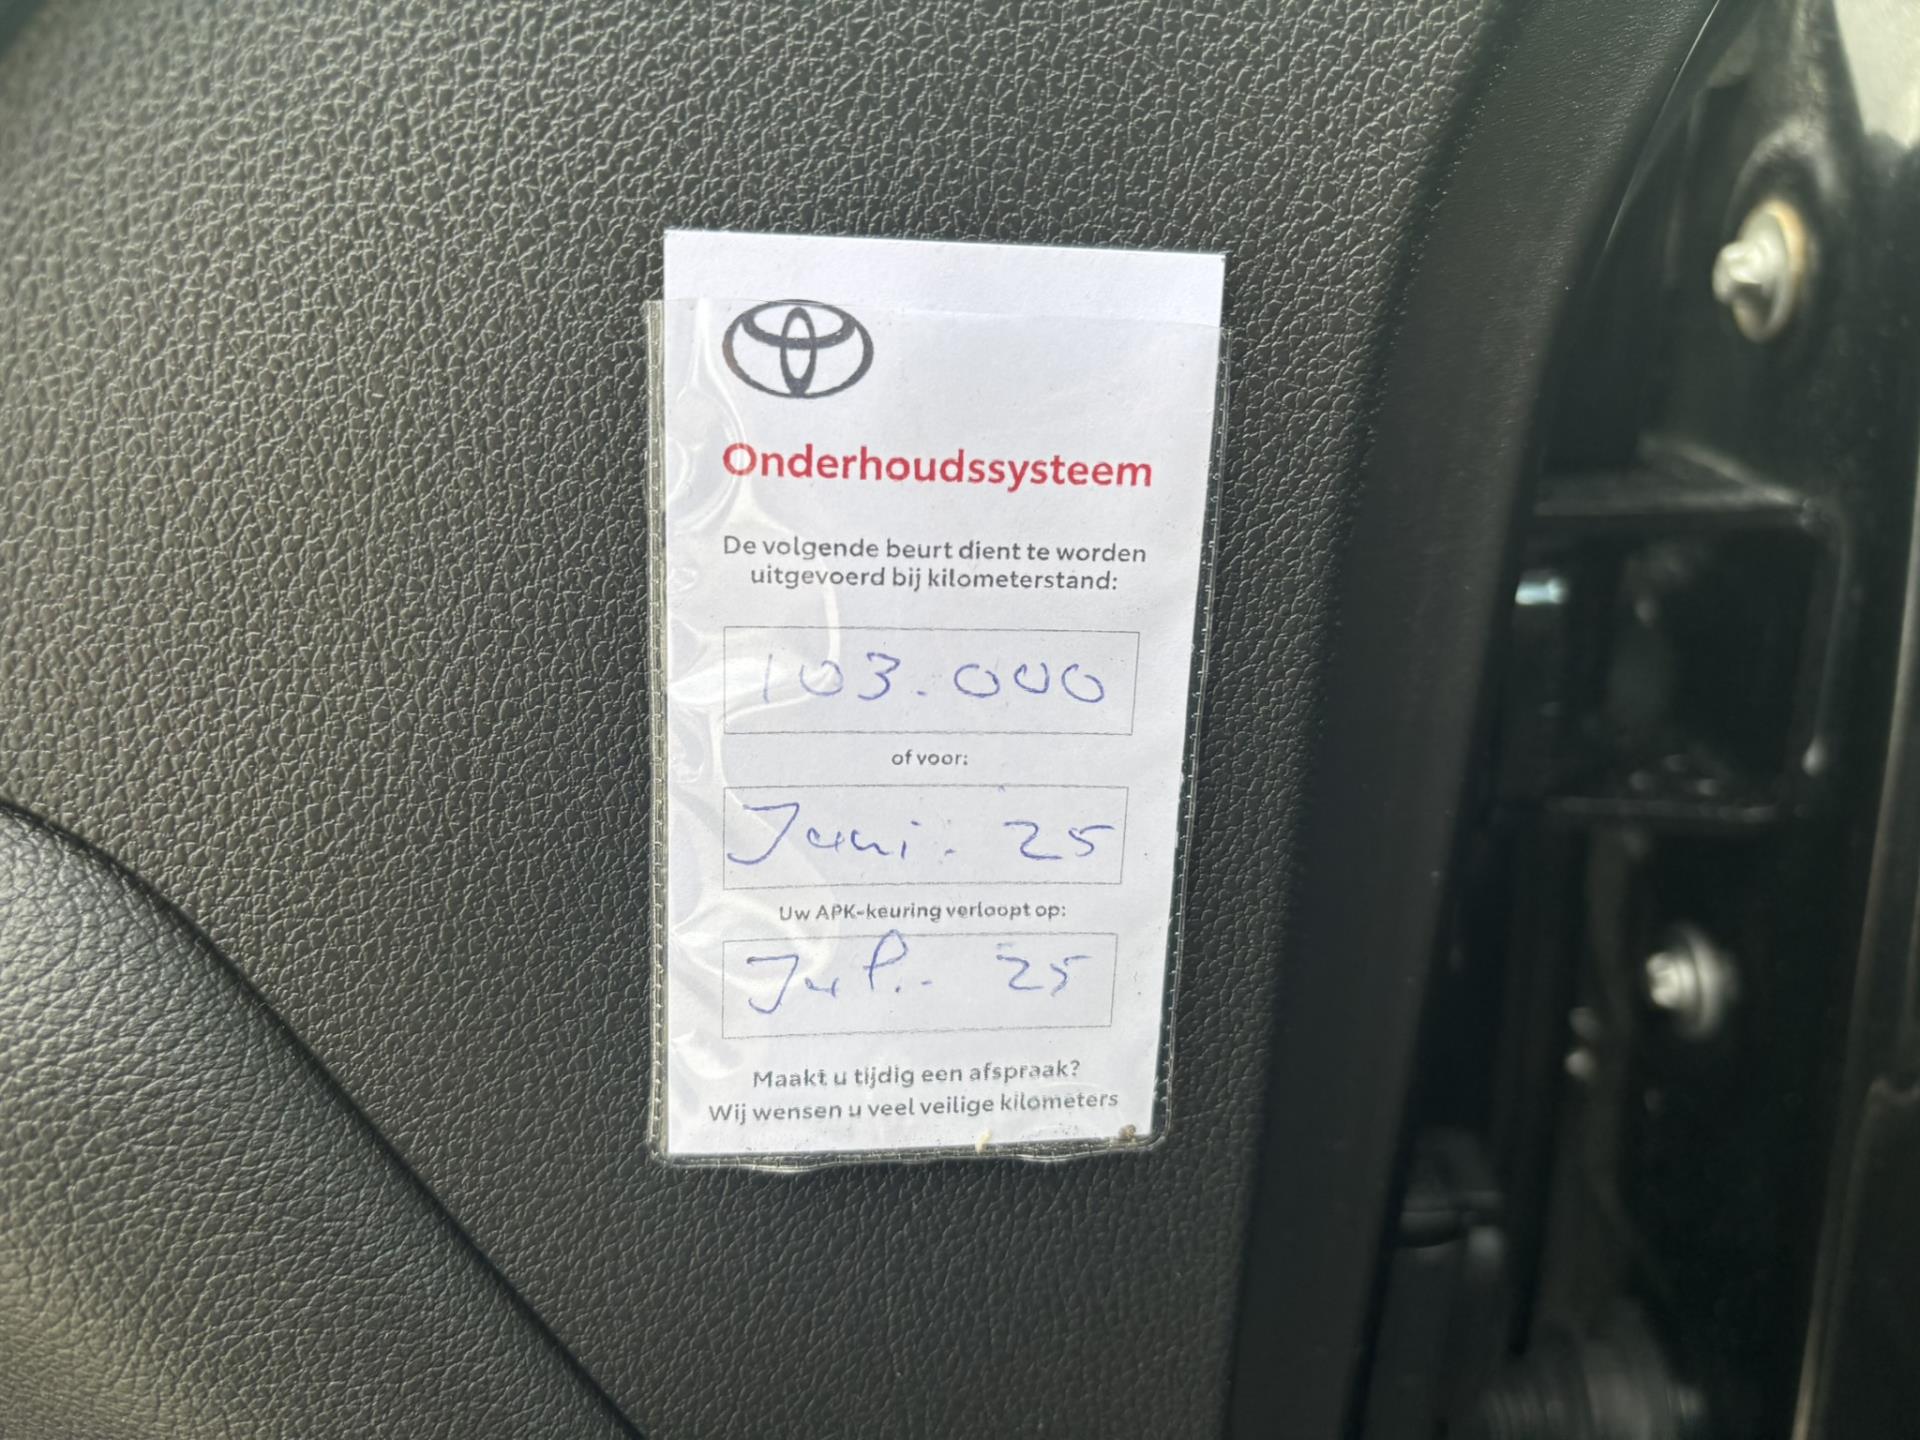 Onderhoudssysteem
De volgende beurt dient te worden
uitgevoerd bij kilometerstand:
103.000
of voor:
Juni - 25
Uw APK-keuring verloopt op:
Juli - 25
Maakt u tijdig een afspraak?
Wij wensen u veel veilige kilometers